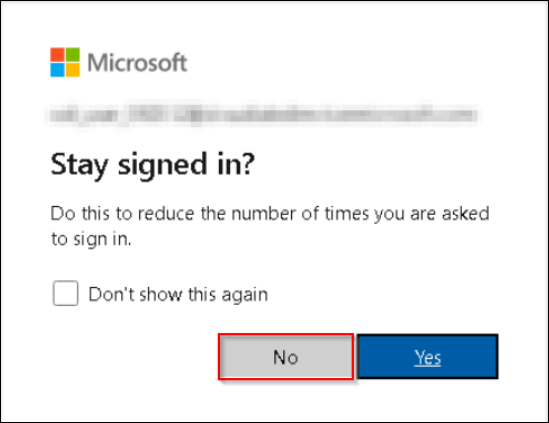 Microsoft
Stay signed in?
Do this to reduce the number of times you are asked
to sign in.
Don't show this again
No
Yes